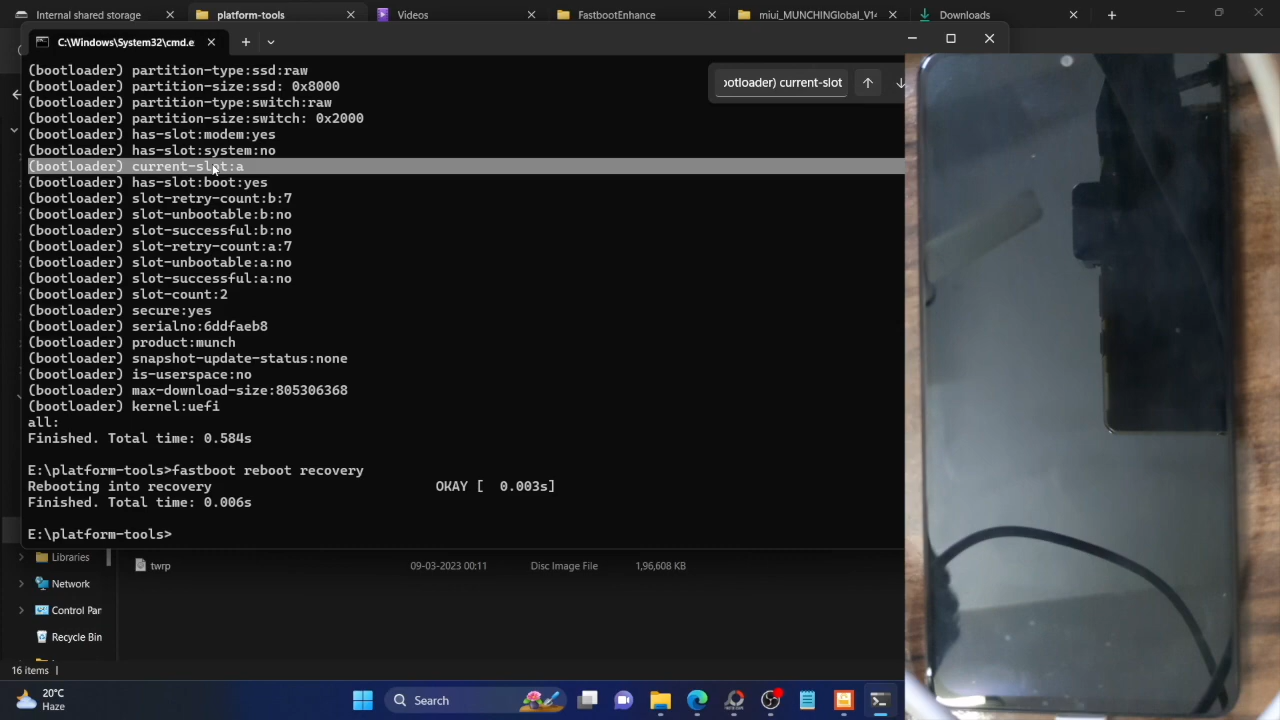 Internal shared storage
platform-tools
Videos
FastbootEnhance
miui_MUNCHINGlobal_V14
Downloads
C:\Windows\System32\cmd.e
(bootloader) partition-type:ssd:raw
(bootloader) partition-size:ssd: 0x8000
(bootloader) partition-type:switch:raw
(bootloader) partition-size:switch: 0x2000
(bootloader) has-slot:modem:yes
(bootloader) has-slot:system:no
(bootloader) current-slot:a
(bootloader) has-slot:boot:yes
(bootloader) slot-retry-count:b:7
(bootloader) slot-unbootable:b:no
(bootloader) slot-successful:b:no
(bootloader) slot-retry-count:a:7
(bootloader) slot-unbootable:a:no
(bootloader) slot-successful:a:no
(bootloader) slot-count:2
(bootloader) secure:yes
(bootloader) serialno:6ddfaeb8
(bootloader) product:munch
(bootloader) snapshot-update-status:none
(bootloader) is-userspace:no
(bootloader) max-download-size:805306368
(bootloader) kernel:uefi
all:
Finished. Total time: 0.584s
E:\platform-tools>fastboot reboot recovery
Rebooting into recovery OKAY [ 0.003s]
Finished. Total time: 0.006s
E:\platform-tools>
ootloader) current-slot
Libraries
Network
Control Par
Recycle Bin
twrp 09-03-2023 00:11 Disc Image File 1,96,608 KB
16 items
20°C
Haze
Search